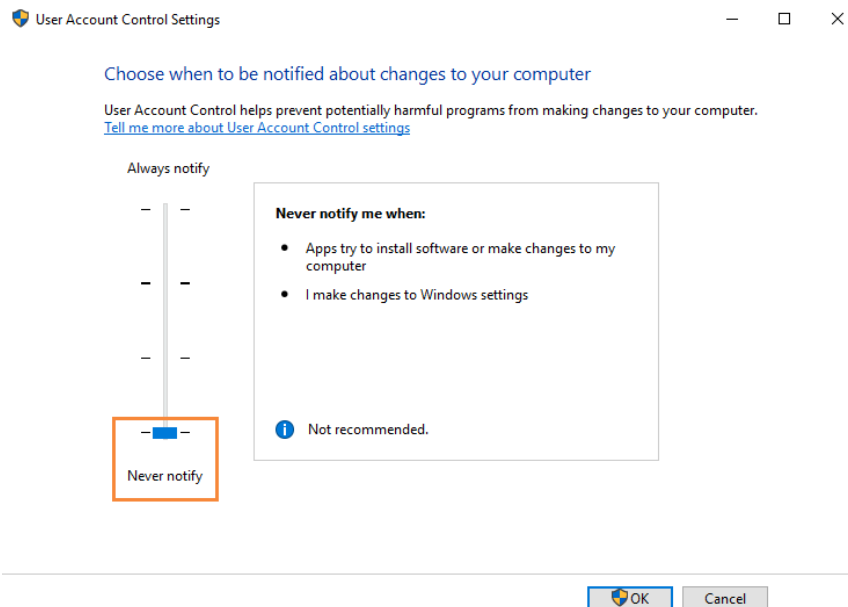 User Account Control Settings
Choose when to be notified about changes to your computer
User Account Control helps prevent potentially harmful programs from making changes to your computer.
Tell me more about User Account Control settings
Always notify
Never notify me when:
Apps try to install software or make changes to my
computer
I make changes to Windows settings
Not recommended.
Never notify
OK
Cancel